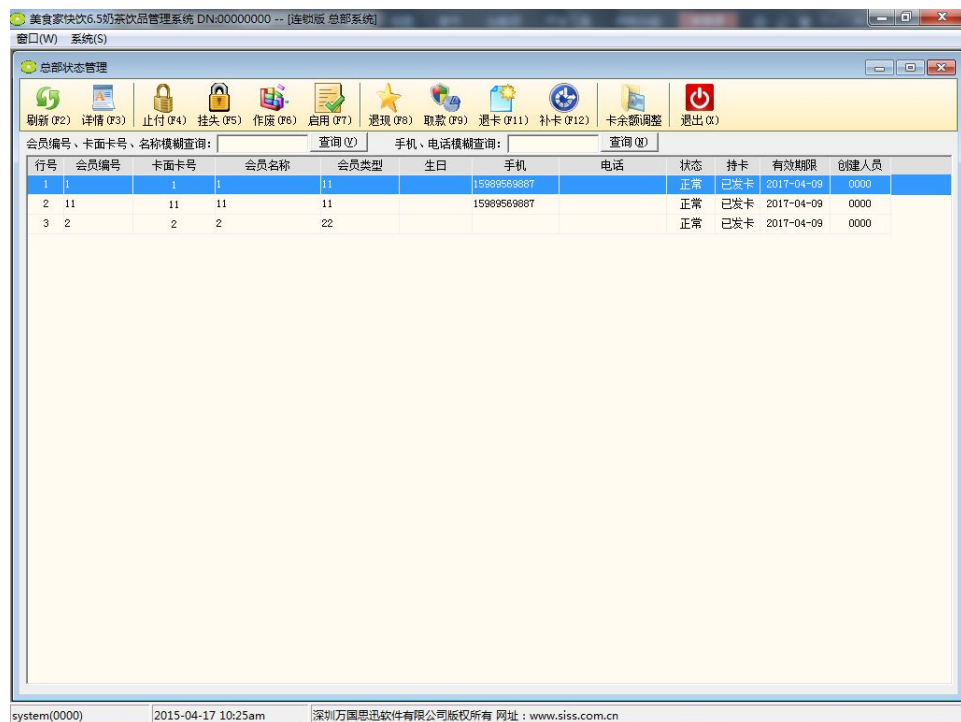 美食家快饮6.5奶茶饮品管理系统 DN:00000000 -- [连锁版 总部系统]
窗口(W) 系统(S)
总部状态管理
刷新(F2) 详情(F3) 止付(F4) 挂失(F5) 作废(F6) 启用(F7) 退现(F8) 取款(F9) 退卡(F11) 补卡(F12) 卡余额调整 退出(X)
会员编号、卡面卡号、名称模糊查询: 查询(Y) 手机、电话模糊查询: 查询(N)
行号 会员编号 卡面卡号 会员名称 会员类型 生日 手机 电话 状态 持卡 有效期限 创建人员
1 1 1 1 11 15989569887 正常 已发卡 2017-04-09 0000
2 11 11 11 11 15989569887 正常 已发卡 2017-04-09 0000
3 2 2 2 22 正常 已发卡 2017-04-09 0000
system(0000) 2015-04-17 10:25am 深圳万国思迅软件有限公司版权所有 网址：www.siss.com.cn